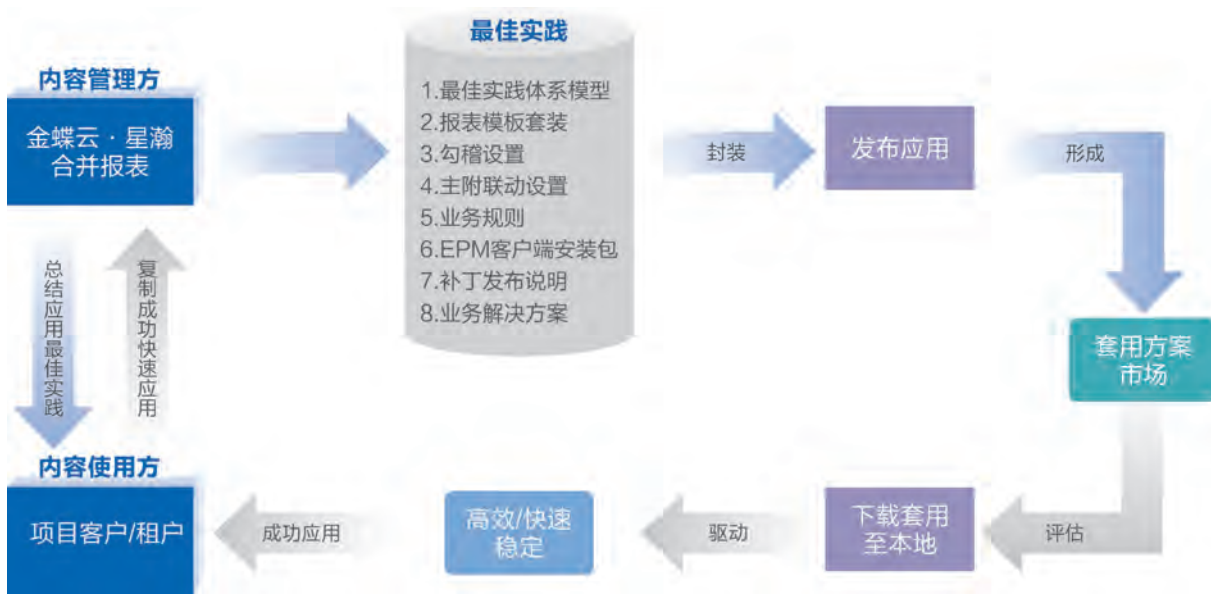 最佳实践
内容管理方
金蝶云·星瀚
合并报表
1.最佳实践体系模型
2.报表模板套装
3.勾稽设置
4.主附联动设置
5.业务规则
6.EPM客户端安装包
7.补丁发布说明
8.业务解决方案
封装
发布应用
形成
总结应用最佳实践
复制成功快速应用
套用方案
市场
内容使用方
项目客户/租户
成功应用
高效/快速
稳定
驱动
下载套用
至本地
评估